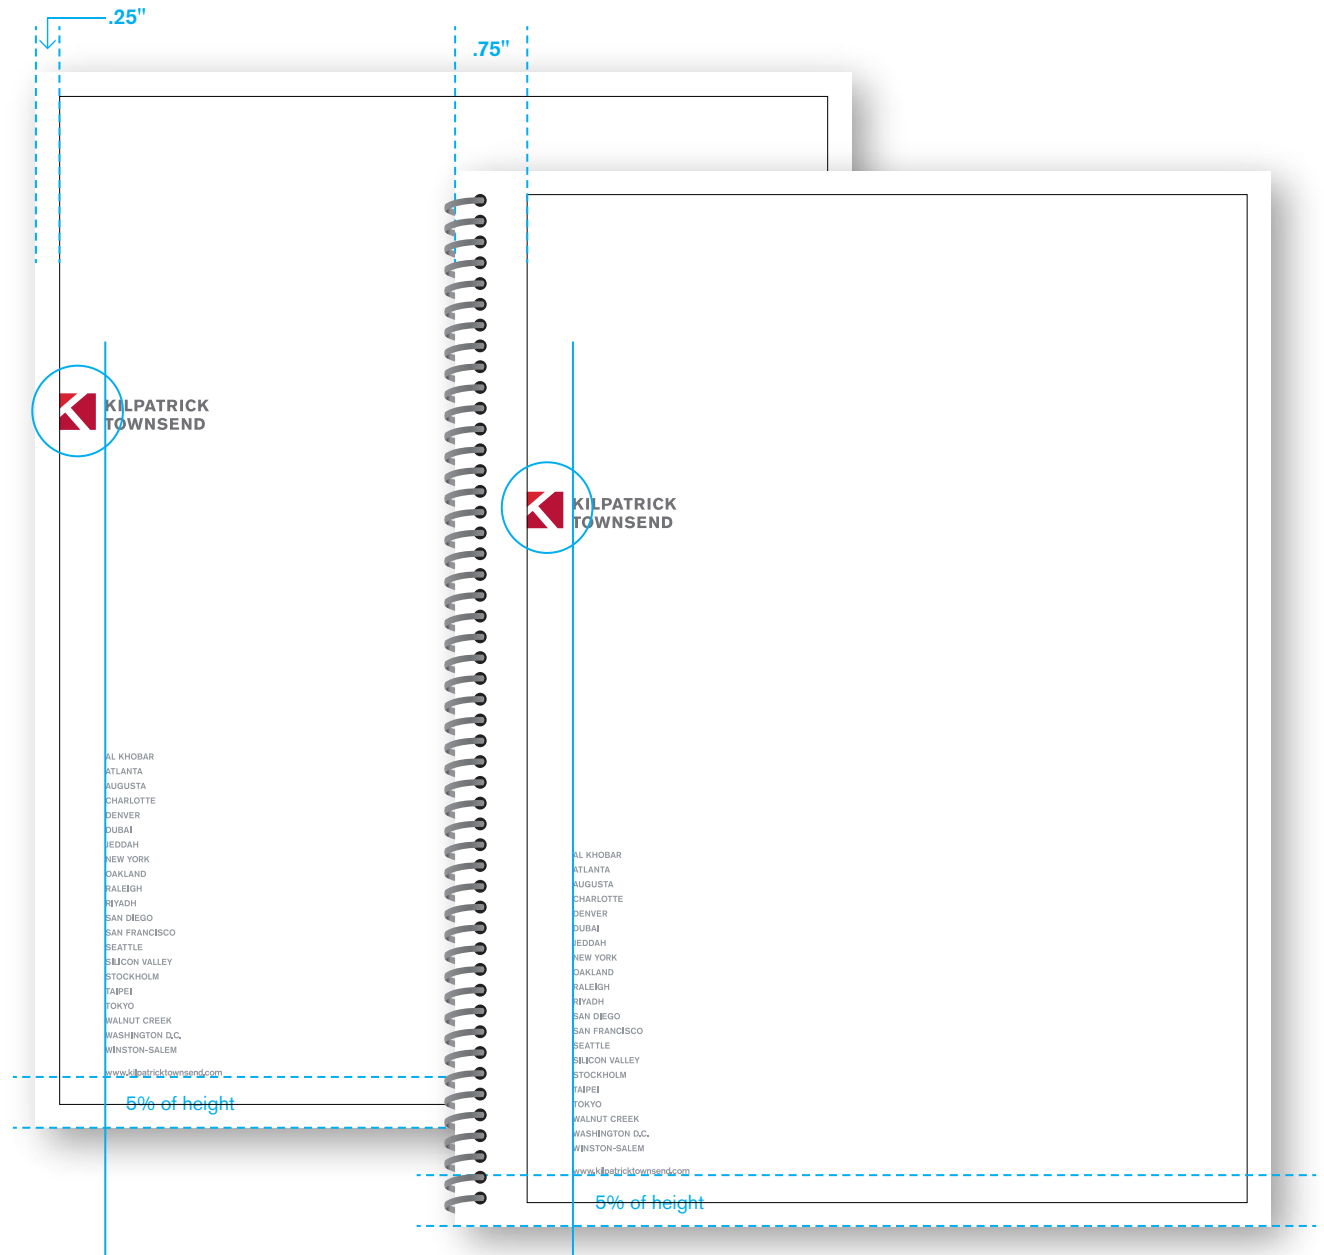 .25"
.75"
KILPATRICK
TOWNSEND
AL KHOBAR
ATLANTA
AUGUSTA
CHARLOTTE
DENVER
DUBAI
JEDDAH
NEW YORK
OAKLAND
RALEIGH
RIYADH
SAN DIEGO
SAN FRANCISCO
SEATTLE
SILICON VALLEY
STOCKHOLM
TAIPEI
TOKYO
WALNUT CREEK
WASHINGTON D.C.
WINSTON-SALEM
www.kilpatricktownsend.com
5% of height
KILPATRICK
TOWNSEND
AL KHOBAR
ATLANTA
AUGUSTA
CHARLOTTE
DENVER
DUBAI
JEDDAH
NEW YORK
OAKLAND
RALEIGH
RIYADH
SAN DIEGO
SAN FRANCISCO
SEATTLE
SILICON VALLEY
STOCKHOLM
TAIPEI
TOKYO
WALNUT CREEK
WASHINGTON D.C.
WINSTON-SALEM
www.kilpatricktownsend.com
5% of height